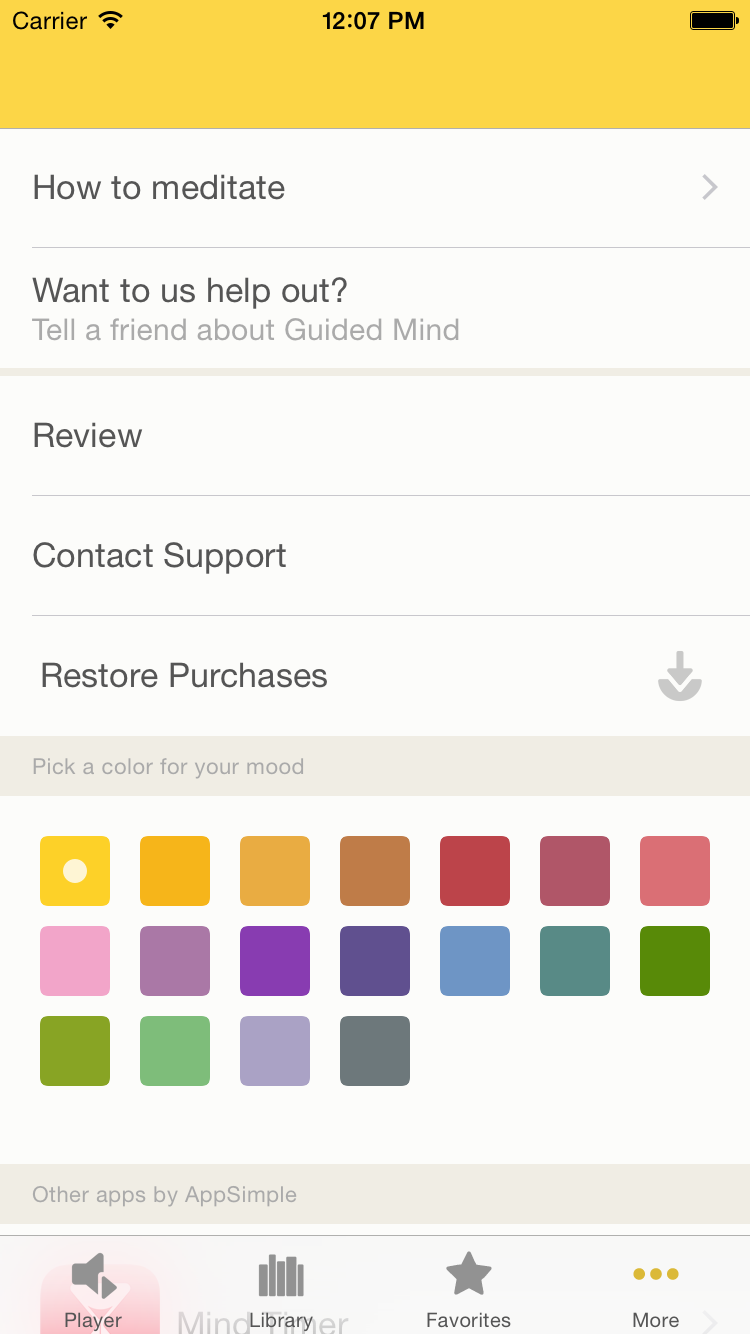 Carrier 12:07 PM
How to meditate
Want to us help out?
Tell a friend about Guided Mind
Review
Contact Support
Restore Purchases
Pick a color for your mood
Other apps by AppSimple
Mind Timer
Player Library Favorites More